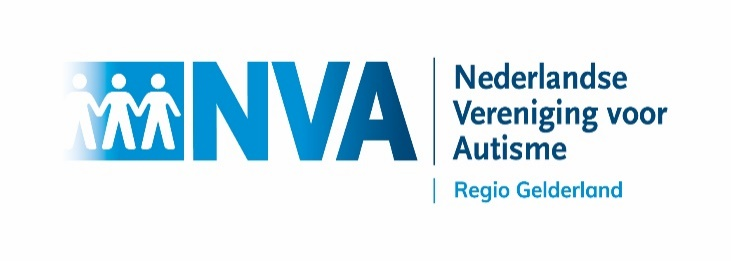 NVA
Nederlandse
Vereniging voor
Autisme
Regio Gelderland